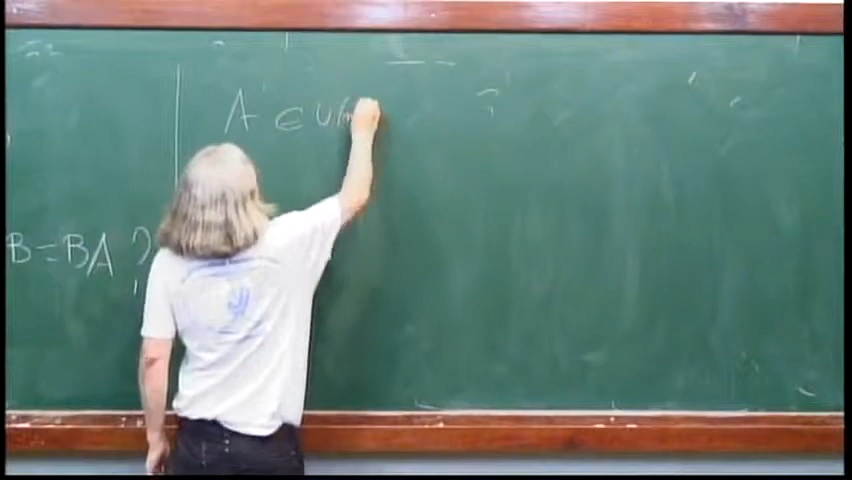 A ∈ U(n
B = BA ?